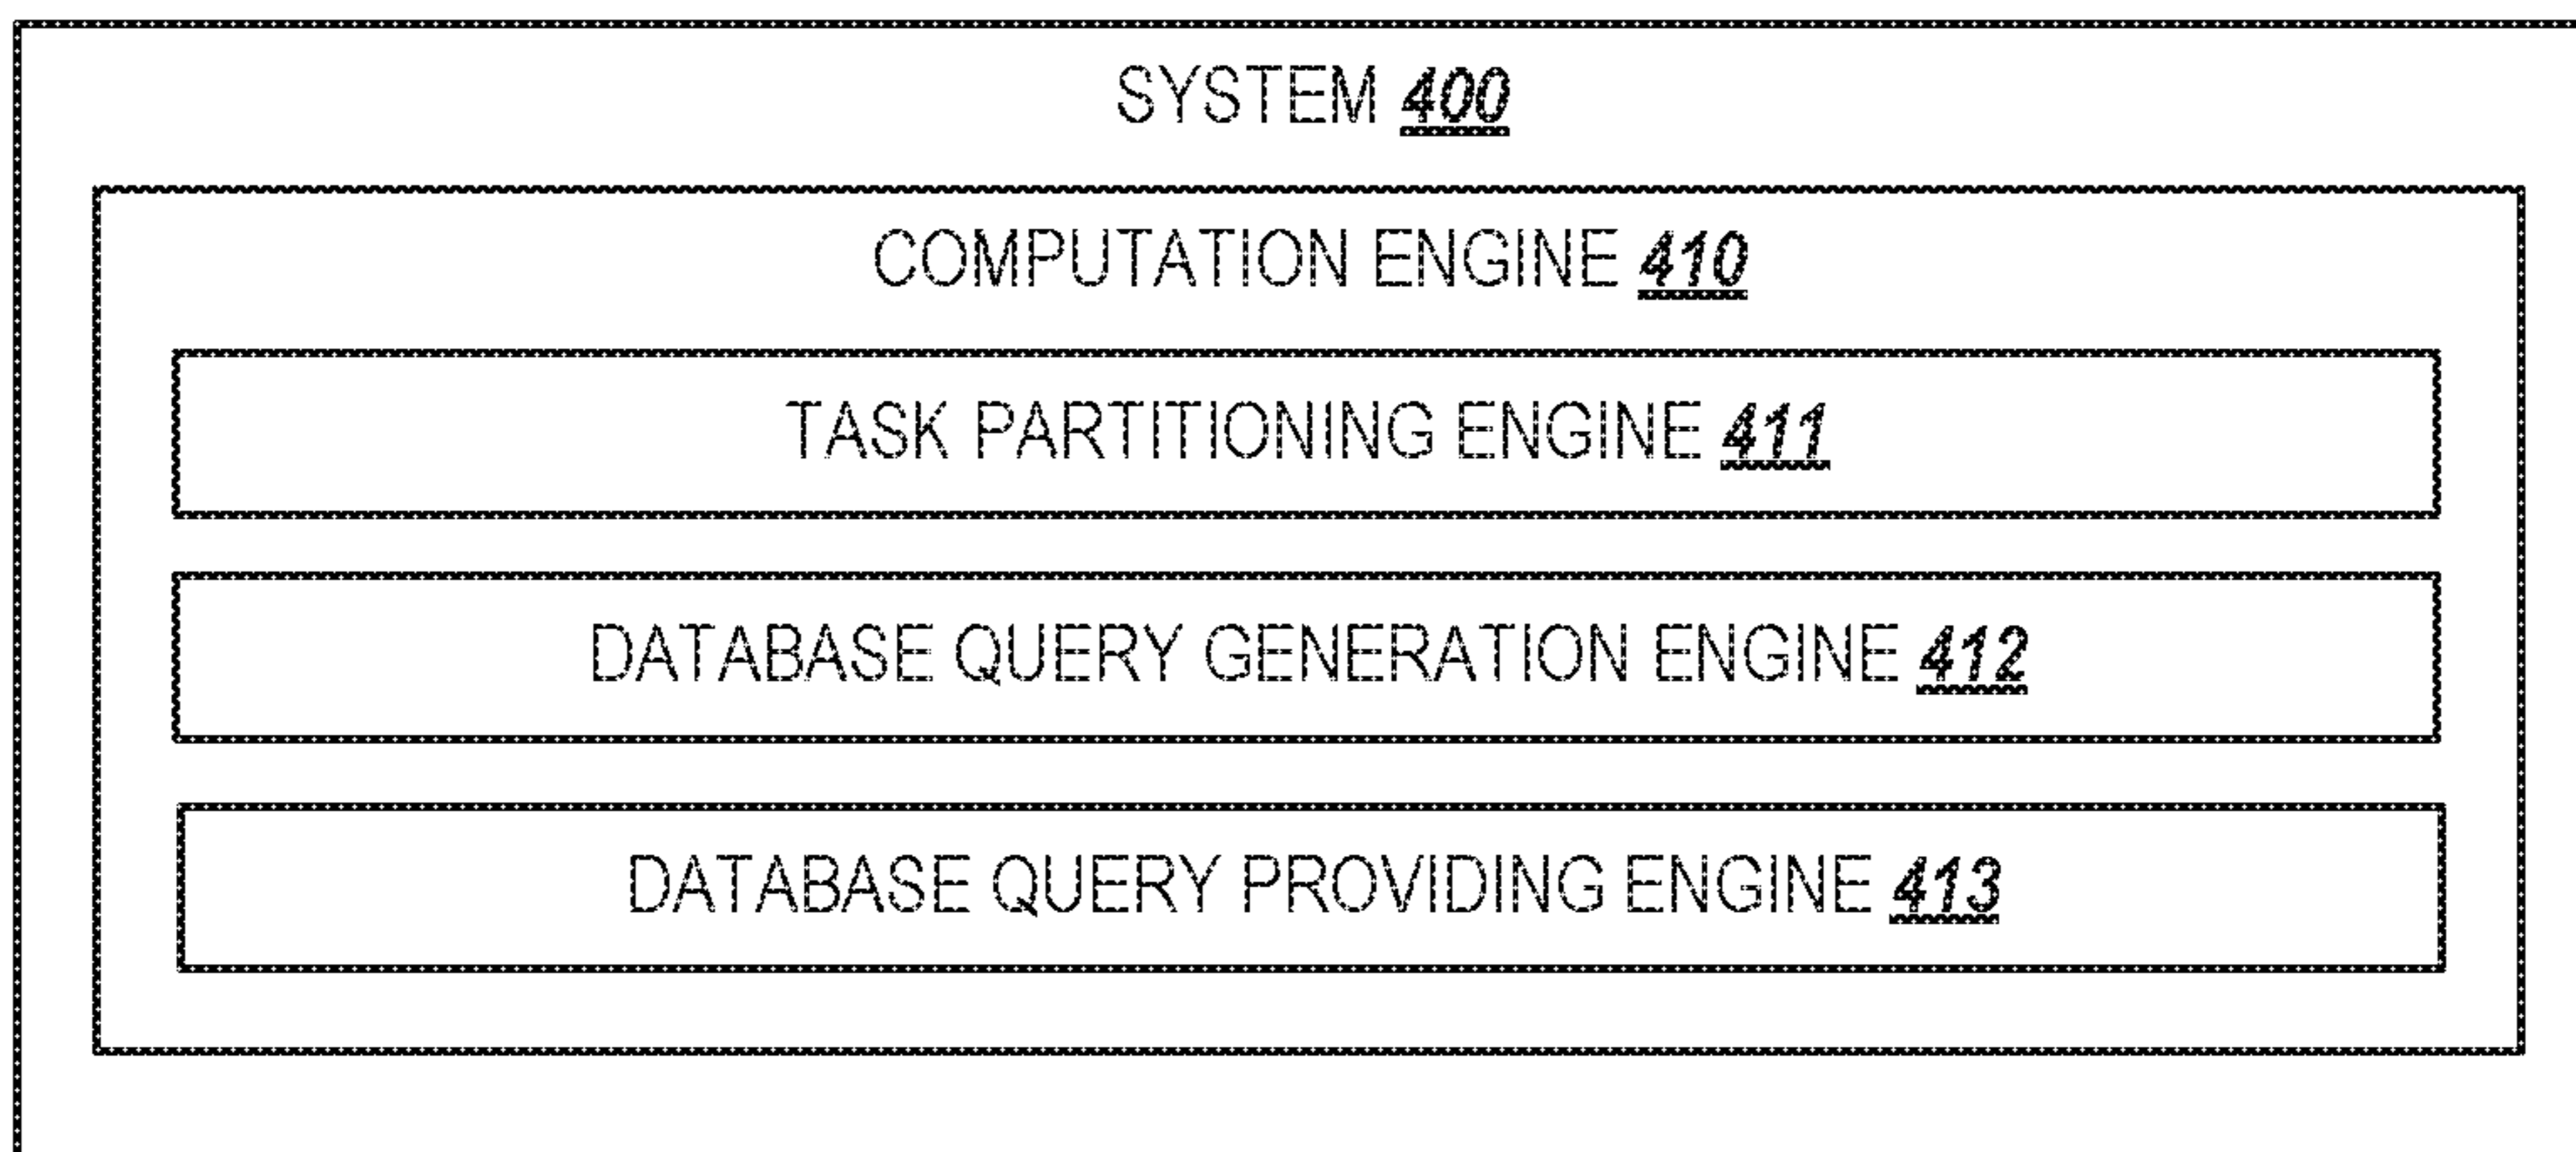 SYSTEM 400
COMPUTATION ENGINE 410
TASK PARTITIONING ENGINE 411
DATABASE QUERY GENERATION ENGINE 412
DATABASE QUERY PROVIDING ENGINE 413